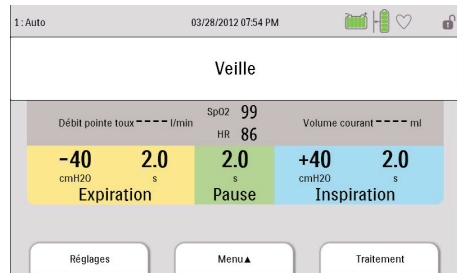 1 : Auto 03/28/2012 07:54 PM
Veille
SpO2 99
Débit pointe toux ---- l/min Volume courant ---- ml
HR 86
-40 2.0 2.0 +40 2.0
cmH2O s s cmH2O s
Expiration Pause Inspiration
Réglages Menu▲ Traitement